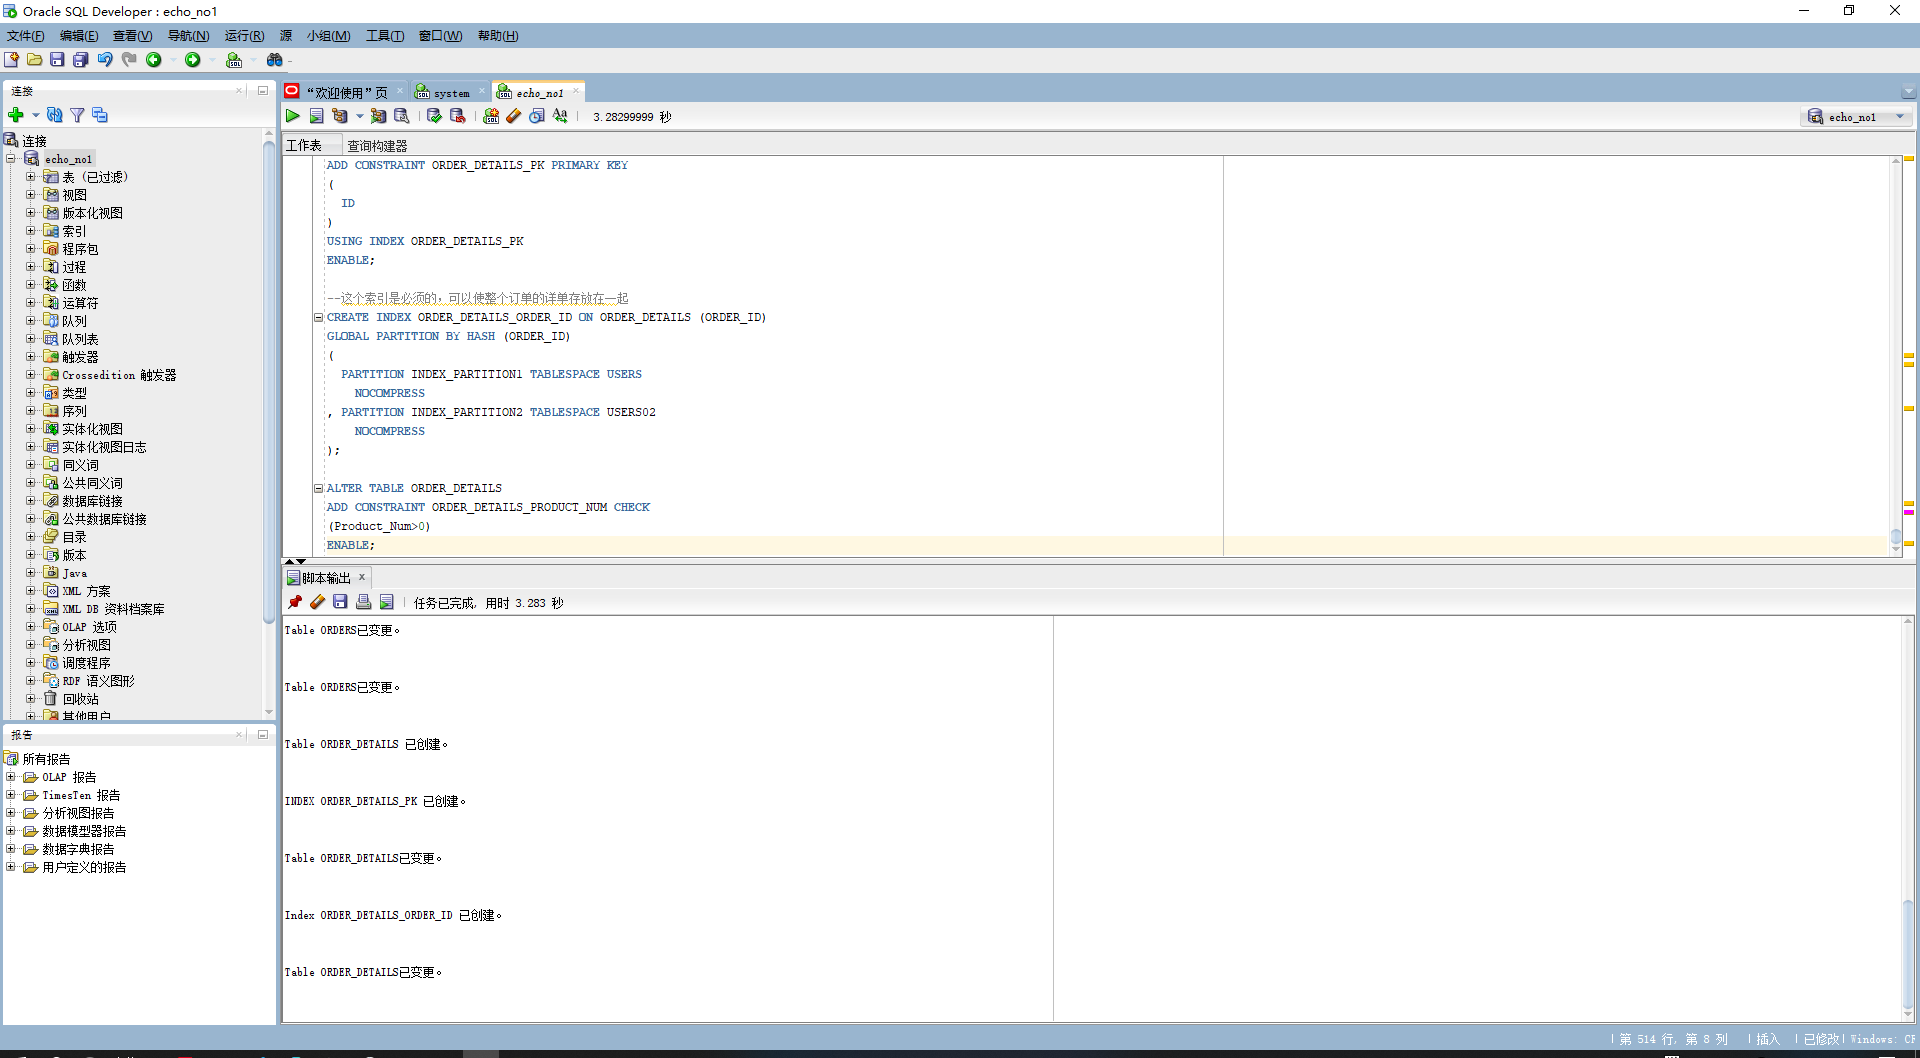 Oracle SQL Developer : echo_no1
文件(F) 编辑(E) 查看(V) 导航(N) 运行(R) 源 小组(M) 工具(T) 窗口(W) 帮助(H)
连接
连接
echo_no1
表 (已过滤)
视图
版本化视图
索引
程序包
过程
函数
运算符
队列
队列表
触发器
Crossedition 触发器
类型
序列
实体化视图
实体化视图日志
同义词
公共同义词
数据库链接
公共数据库链接
目录
版本
Java
XML 方案
XML DB 资料档案库
OLAP 选项
分析视图
调度程序
RDF 语义图形
回收站
其他用户
报告
所有报告
OLAP 报告
TimesTen 报告
分析视图报告
数据模型器报告
数据字典报告
用户定义的报告
“欢迎使用”页 system echo_no1
3.28299999 秒
echo_no1
工作表 查询构建器
ADD CONSTRAINT ORDER_DETAILS_PK PRIMARY KEY
(
ID
)
USING INDEX ORDER_DETAILS_PK
ENABLE;
--这个索引是必须的，可以使整个订单的详单存放在一起
CREATE INDEX ORDER_DETAILS_ORDER_ID ON ORDER_DETAILS (ORDER_ID)
GLOBAL PARTITION BY HASH (ORDER_ID)
(
PARTITION INDEX_PARTITION1 TABLESPACE USERS
NOCOMPRESS
, PARTITION INDEX_PARTITION2 TABLESPACE USERS02
NOCOMPRESS
);
ALTER TABLE ORDER_DETAILS
ADD CONSTRAINT ORDER_DETAILS_PRODUCT_NUM CHECK
(Product_Num>0)
ENABLE;
脚本输出 x
任务已完成, 用时 3.283 秒
Table ORDERS已变更。
Table ORDERS已变更。
Table ORDER_DETAILS 已创建。
INDEX ORDER_DETAILS_PK 已创建。
Table ORDER_DETAILS已变更。
Index ORDER_DETAILS_ORDER_ID 已创建。
Table ORDER_DETAILS已变更。
第 514 行, 第 8 列 插入 已修改 Windows: CF